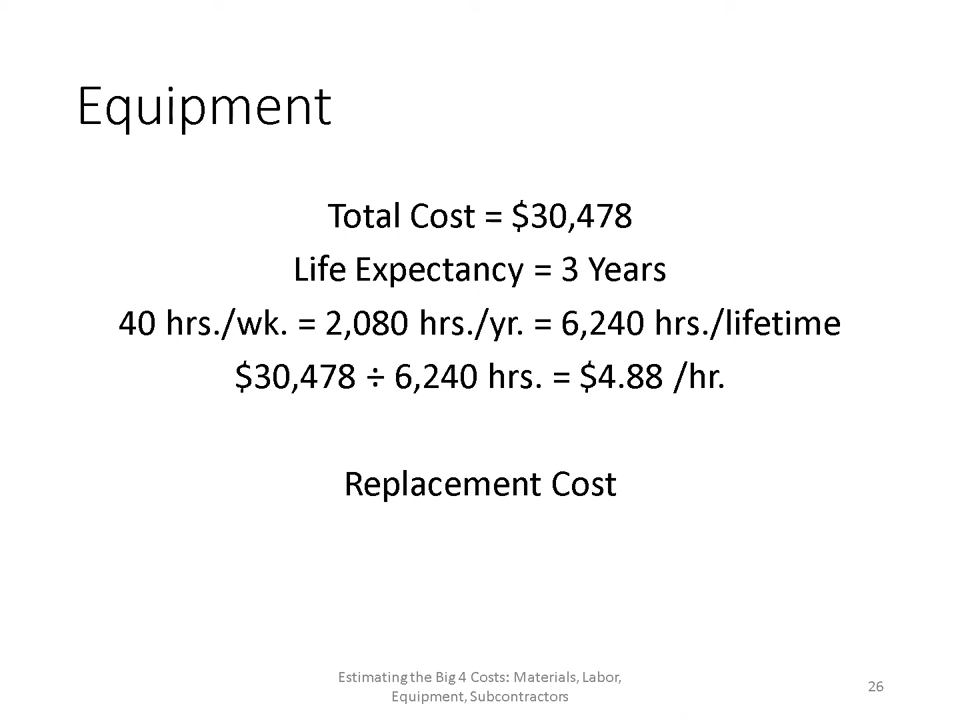 Equipment
Total Cost = $30,478
Life Expectancy = 3 Years
40 hrs./wk. = 2,080 hrs./yr. = 6,240 hrs./lifetime
$30,478 ÷ 6,240 hrs. = $4.88 /hr.
Replacement Cost
Estimating the Big 4 Costs: Materials, Labor,
Equipment, Subcontractors
26